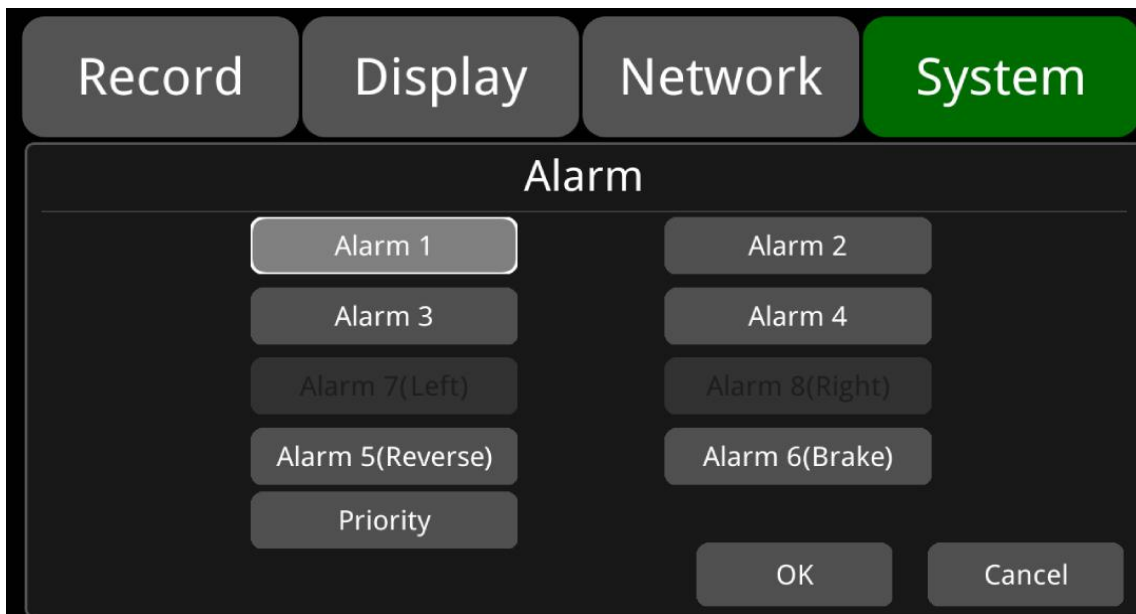 Record Display Network System
Alarm
Alarm 1 Alarm 2
Alarm 3 Alarm 4
Alarm 7(Left) Alarm 8(Right)
Alarm 5(Reverse) Alarm 6(Brake)
Priority
OK Cancel